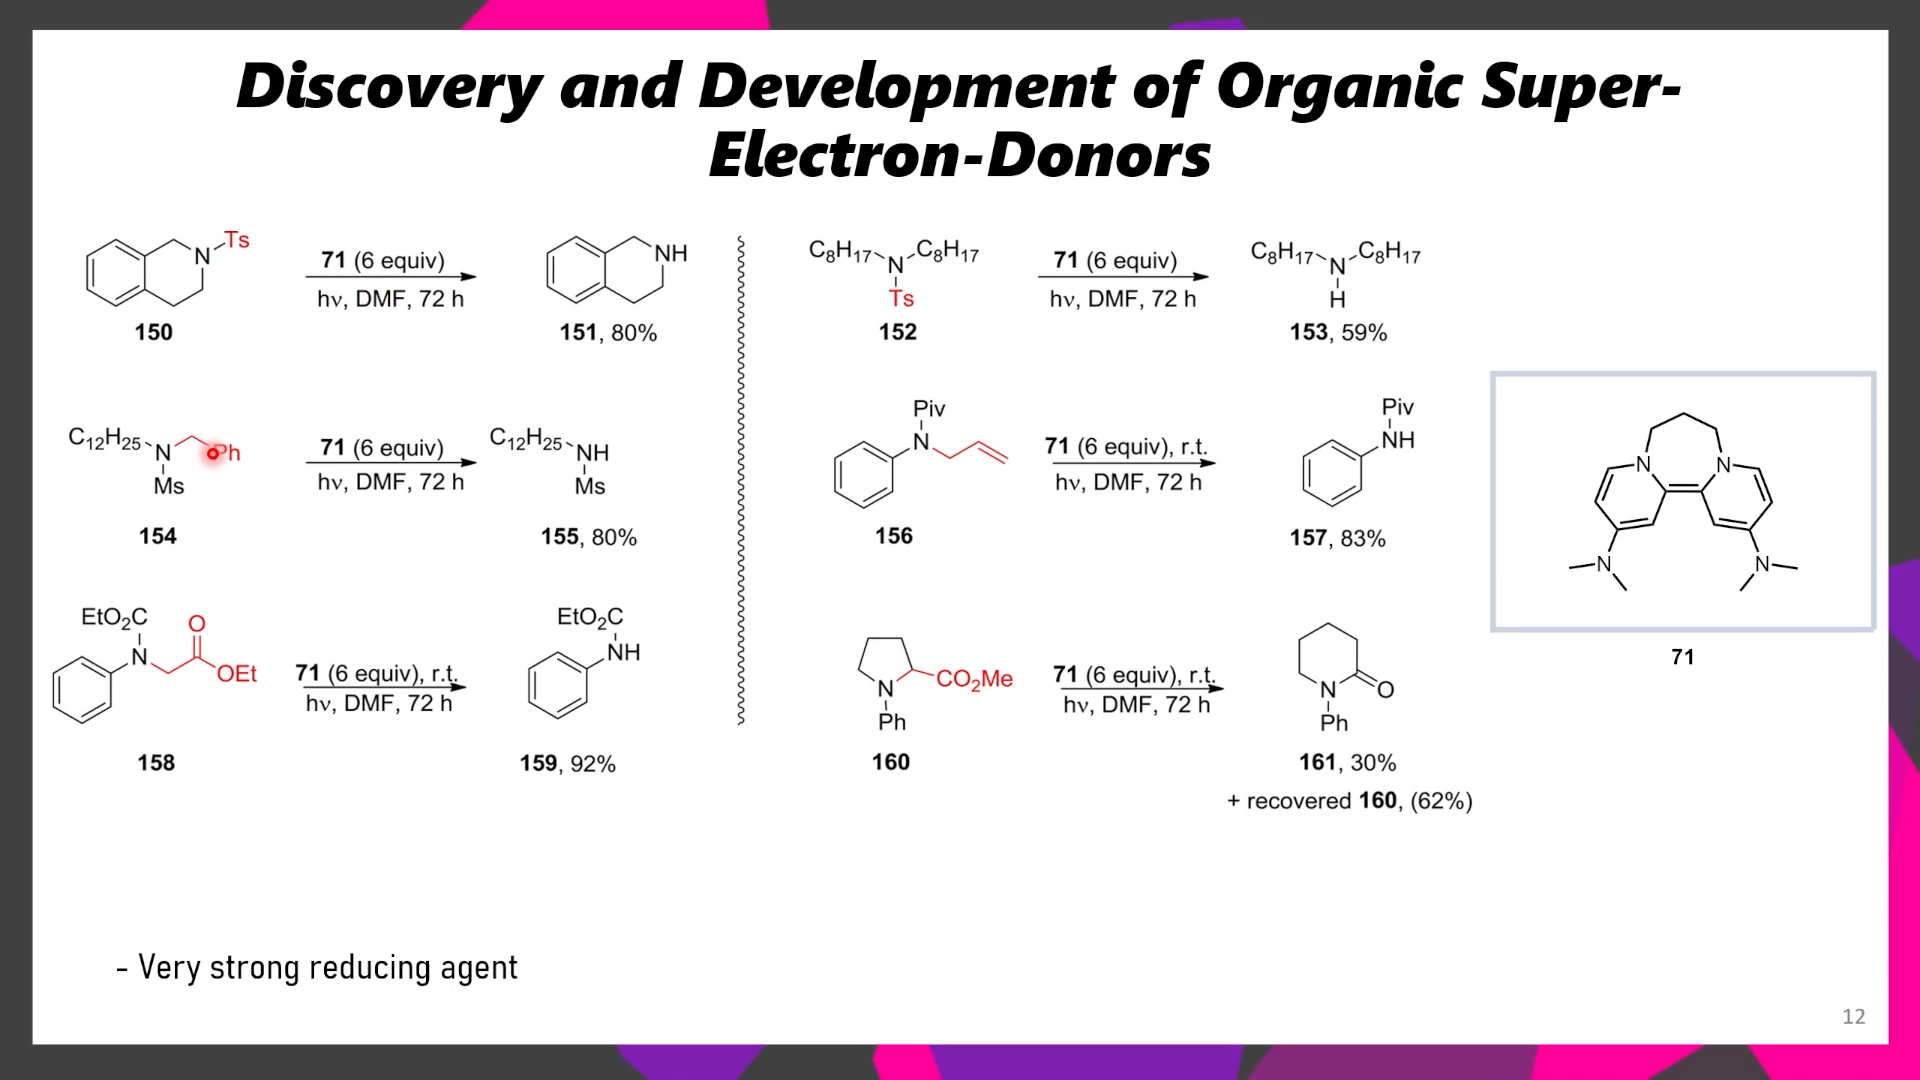 Discovery and Development of Organic Super-
Electron-Donors
N Ts
71 (6 equiv)
hν, DMF, 72 h
NH
150
151, 80%
C8H17 N C8H17
Ts
71 (6 equiv)
hν, DMF, 72 h
C8H17 N C8H17
H
152
153, 59%
C12H25 N Ph
Ms
71 (6 equiv)
hν, DMF, 72 h
C12H25 NH
Ms
154
155, 80%
Piv
N
71 (6 equiv), r.t.
hν, DMF, 72 h
Piv
NH
156
157, 83%
EtO2C O
N OEt
71 (6 equiv), r.t.
hν, DMF, 72 h
EtO2C
NH
158
159, 92%
N CO2Me
Ph
71 (6 equiv), r.t.
hν, DMF, 72 h
N O
Ph
160
161, 30%
+ recovered 160, (62%)
N N
N N
71
- Very strong reducing agent
12